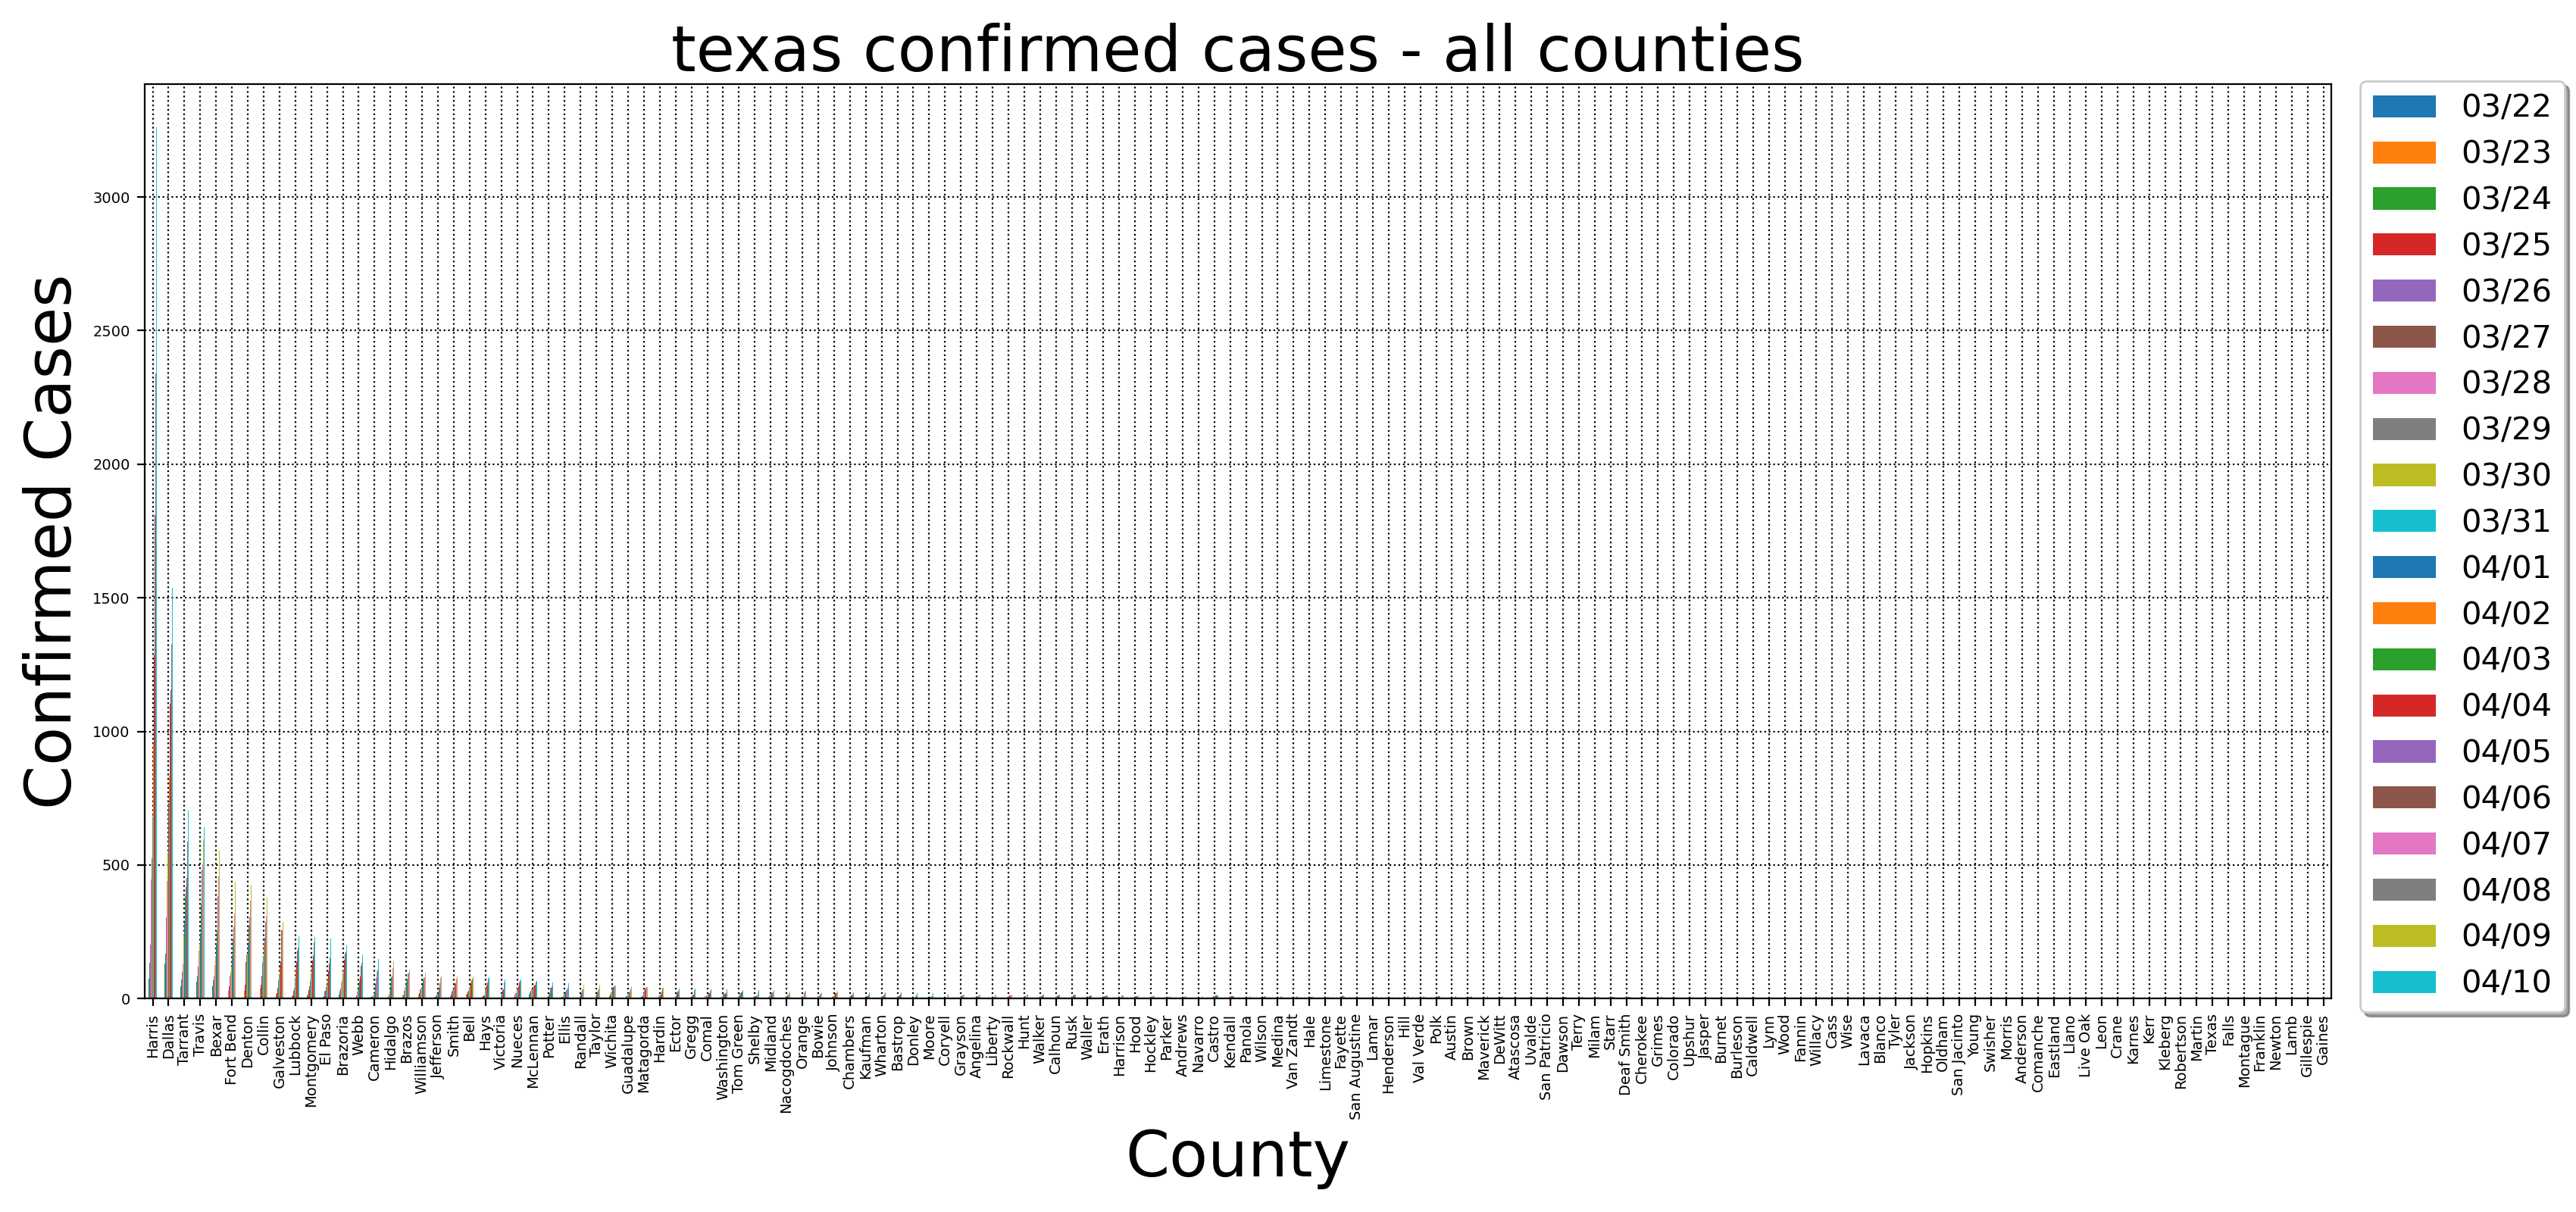 texas confirmed cases - all counties
Confirmed Cases
3000
2500
2000
1500
1000
500
0
Harris
Dallas
Tarrant
Travis
Bexar
Fort Bend
Denton
Collin
Galveston
Lubbock
Montgomery
El Paso
Brazoria
Webb
Cameron
Hidalgo
Brazos
Williamson
Jefferson
Smith
Bell
Hays
Victoria
Nueces
McLennan
Potter
Ellis
Randall
Taylor
Wichita
Guadalupe
Matagorda
Hardin
Ector
Gregg
Comal
Washington
Tom Green
Shelby
Midland
Nacogdoches
Orange
Bowie
Johnson
Chambers
Kaufman
Wharton
Bastrop
Donley
Moore
Coryell
Grayson
Angelina
Liberty
Rockwall
Hunt
Walker
Calhoun
Rusk
Waller
Erath
Harrison
Hood
Hockley
Parker
Andrews
Navarro
Castro
Kendall
Panola
Wilson
Medina
Van Zandt
Hale
Limestone
Fayette
San Augustine
Lamar
Henderson
Hill
Val Verde
Polk
Austin
Brown
Maverick
DeWitt
Atascosa
Uvalde
San Patricio
Dawson
Terry
Milam
Starr
Deaf Smith
Cherokee
Grimes
Colorado
Upshur
Jasper
Burnet
Burleson
Caldwell
Lynn
Wood
Fannin
Willacy
Cass
Wise
Lavaca
Blanco
Tyler
Jackson
Hopkins
Oldham
San Jacinto
Young
Swisher
Morris
Anderson
Comanche
Eastland
Llano
Live Oak
Leon
Crane
Karnes
Kerr
Kleberg
Robertson
Martin
Texas
Falls
Montague
Franklin
Newton
Lamb
Gillespie
Gaines
County
03/22
03/23
03/24
03/25
03/26
03/27
03/28
03/29
03/30
03/31
04/01
04/02
04/03
04/04
04/05
04/06
04/07
04/08
04/09
04/10